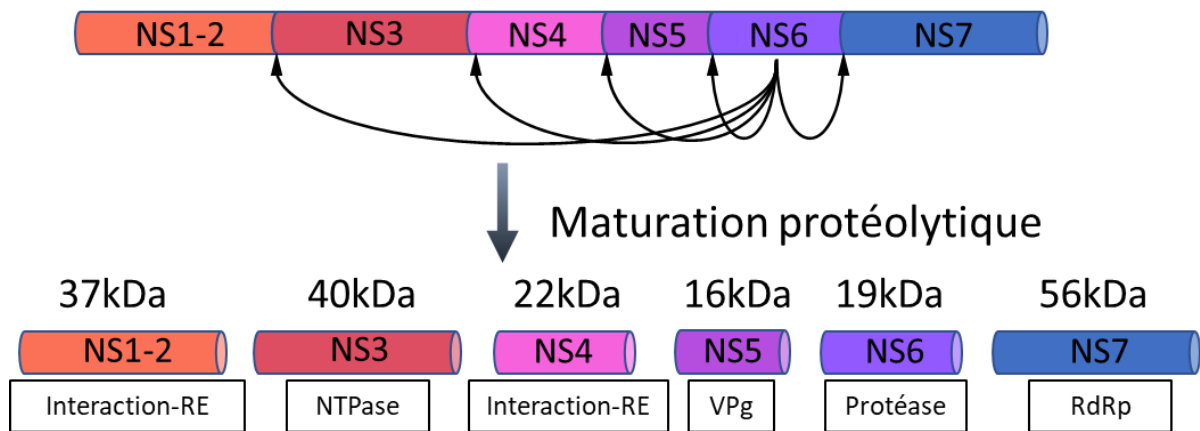 NS1-2 NS3 NS4 NS5 NS6 NS7
Maturation protéolytique
37kDa 40kDa 22kDa 16kDa 19kDa 56kDa
NS1-2 NS3 NS4 NS5 NS6 NS7
Interaction-RE NTPase Interaction-RE VPg Protéase RdRp